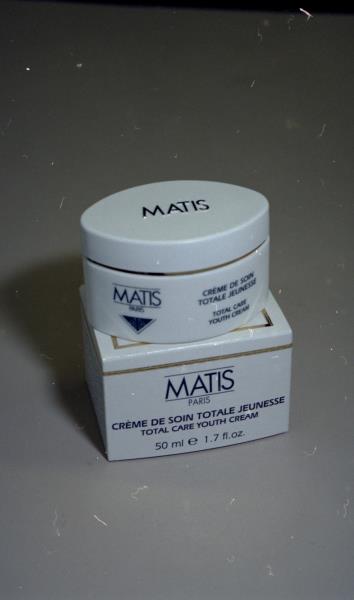 MATIS
MATIS
PARIS
CRÈME DE SOIN
TOTALE JEUNESSE
TOTAL CARE
YOUTH CREAM
MATIS
PARIS
CRÈME DE SOIN TOTALE JEUNESSE
TOTAL CARE YOUTH CREAM
50 ml e 1.7 fl.oz.